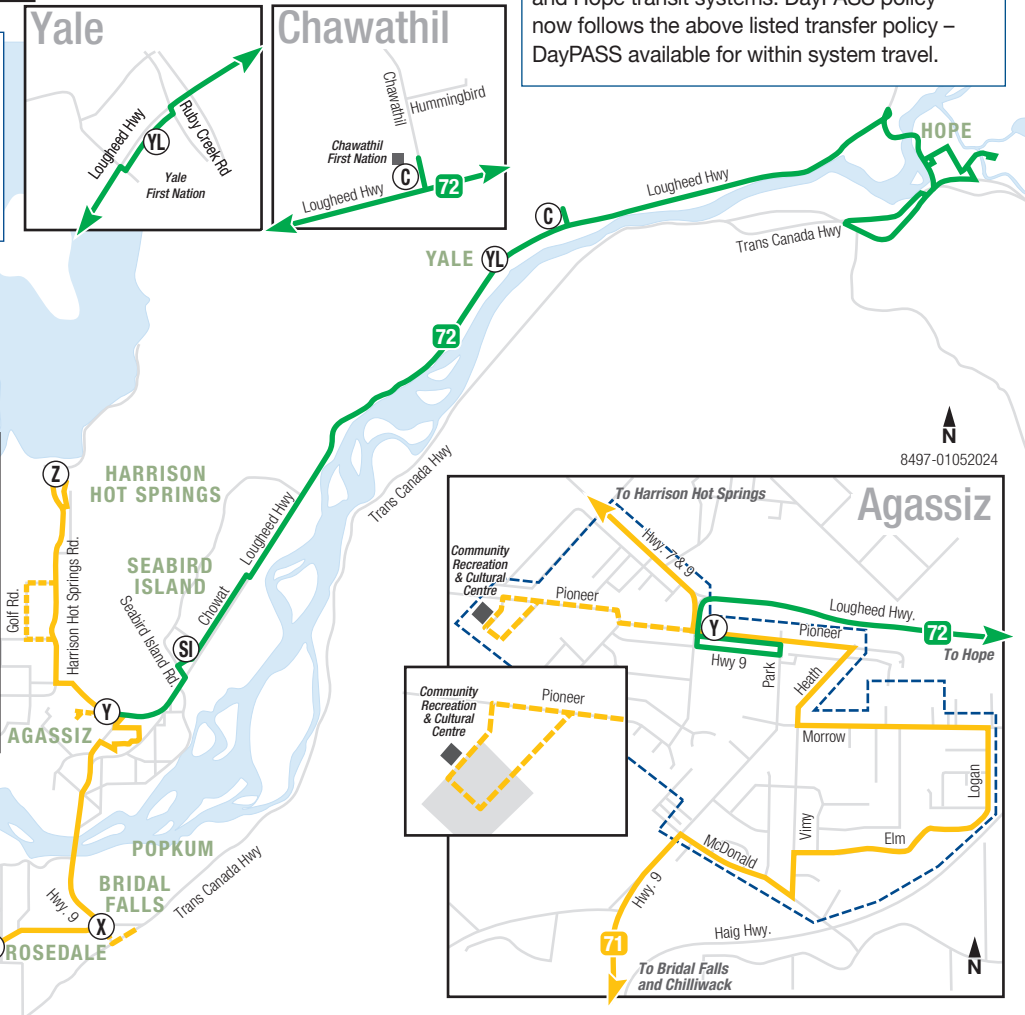 and Hope transit systems. DayPASS policy
now follows the above listed transfer policy –
DayPASS available for within system travel.
Yale
Lougheed Hwy
YL
Ruby Creek Rd
Yale
First Nation
Chawathil
Chawathil
Hummingbird
Chawathil
First Nation
C
Lougheed Hwy
72
HOPE
Lougheed Hwy
C
Trans Canada Hwy
YALE
YL
72
N
8497-01052024
Z
HARRISON
HOT SPRINGS
Trans Canada Hwy
Lougheed Hwy
SEABIRD
ISLAND
Chowat
Seabird Island Rd.
SI
Golf Rd.
Harrison Hot Springs Rd.
Y
AGASSIZ
POPKUM
BRIDAL
FALLS
Trans Canada Hwy
Hwy. 9
X
ROSEDALE
Agassiz
To Harrison Hot Springs
Hwy. 7 & 9
Community
Recreation
& Cultural
Centre
Pioneer
Y
Lougheed Hwy.
72
To Hope
Pioneer
Hwy 9
Park
Heath
Morrow
Logan
Vimy
Elm
McDonald
Hwy. 9
Haig Hwy.
71
To Bridal Falls
and Chilliwack
N
Community
Recreation
& Cultural
Centre
Pioneer